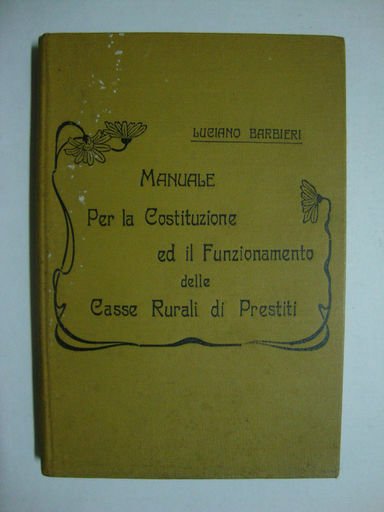 LUCIANO BARBIERI
MANUALE
Per la Costituzione
ed il Funzionamento
delle
Casse Rurali di Prestiti